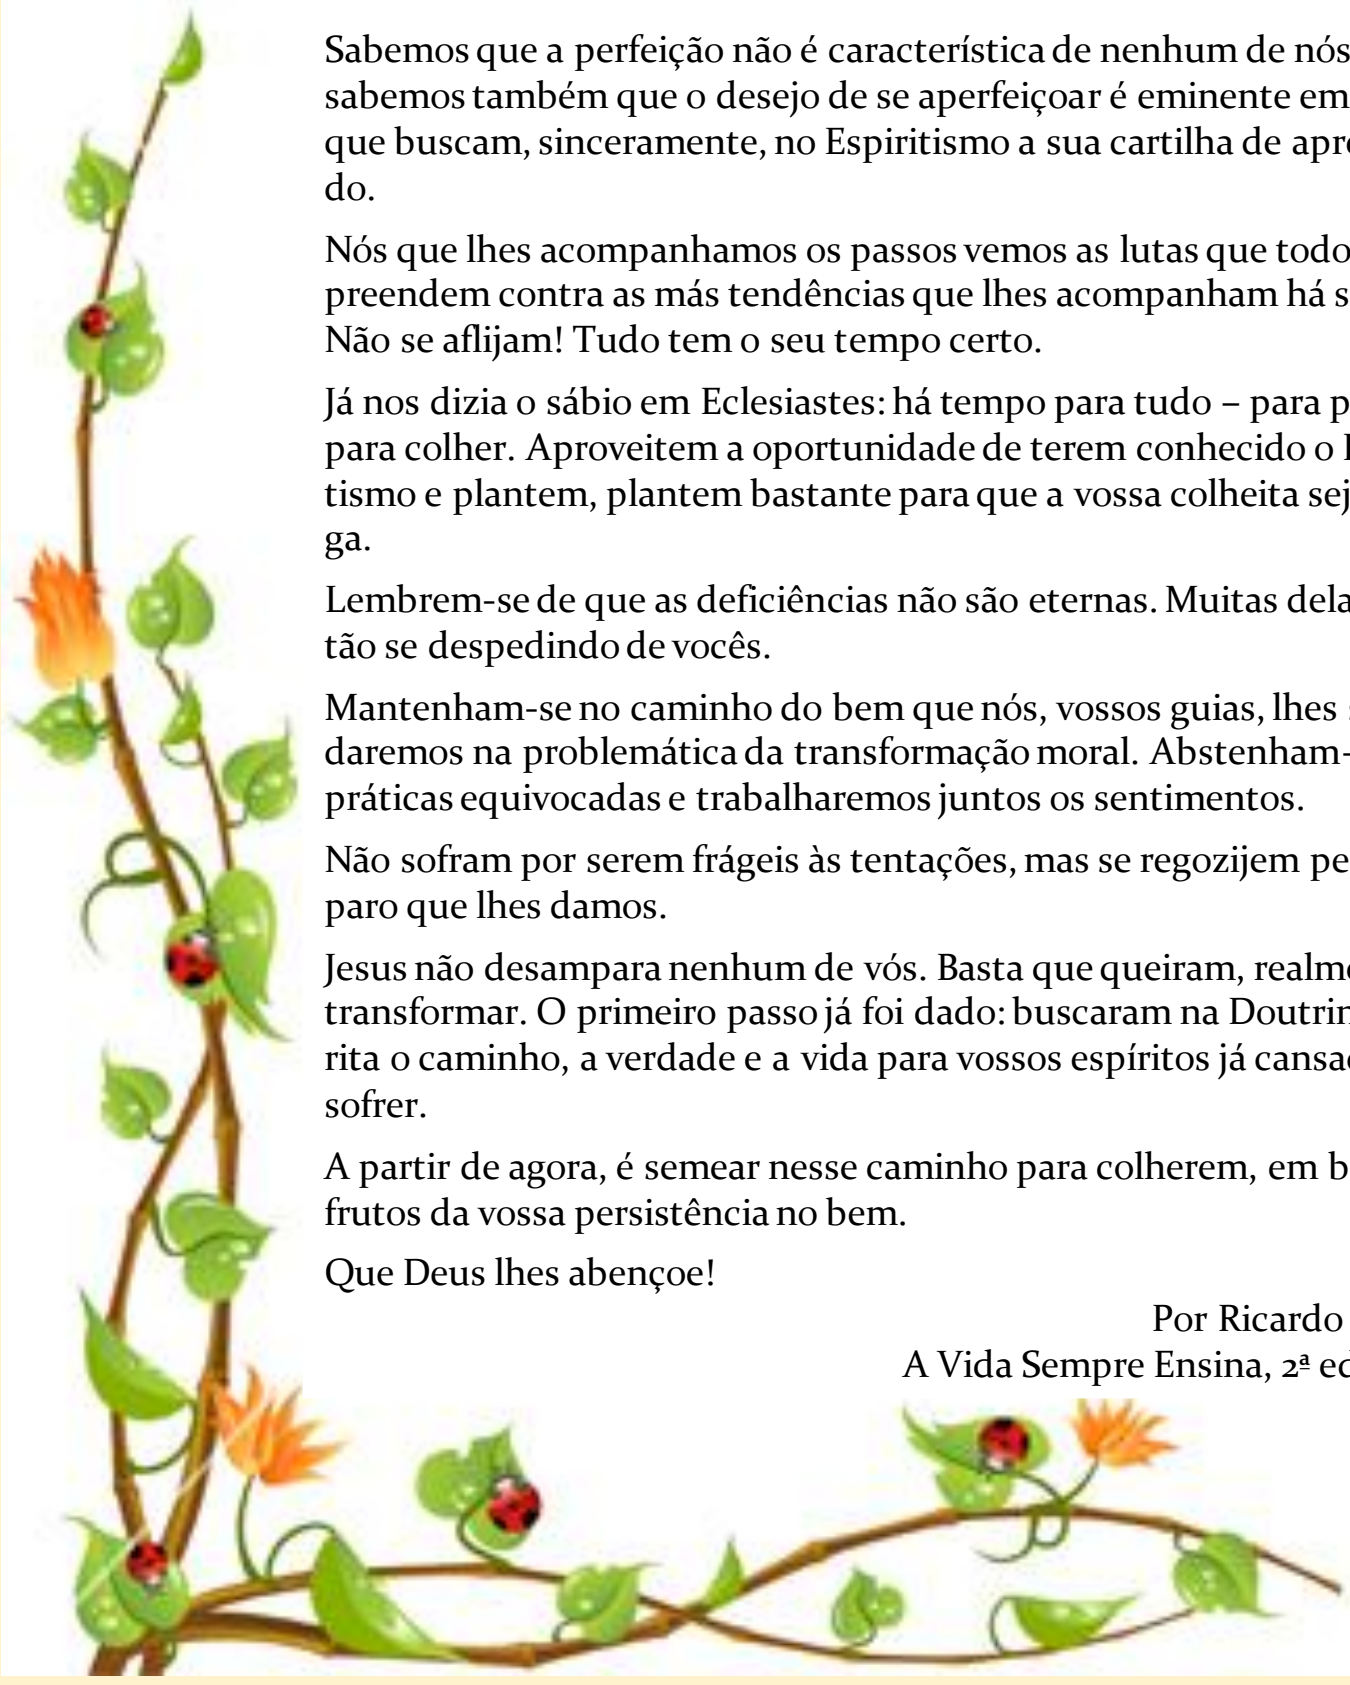 Sabemos que a perfeição não é característica de nenhum de nós
sabemos também que o desejo de se aperfeiçoar é eminente em
que buscam, sinceramente, no Espiritismo a sua cartilha de apr
do.
Nós que lhes acompanhamos os passos vemos as lutas que todo
preendem contra as más tendências que lhes acompanham há s
Não se aflijam! Tudo tem o seu tempo certo.
Já nos dizia o sábio em Eclesiastes: há tempo para tudo – para p
para colher. Aproveitem a oportunidade de terem conhecido o
tismo e plantem, plantem bastante para que a vossa colheita sej
ga.
Lembrem-se de que as deficiências não são eternas. Muitas dela
tão se despedindo de vocês.
Mantenham-se no caminho do bem que nós, vossos guias, lhes
daremos na problemática da transformação moral. Abstenham-
práticas equivocadas e trabalharemos juntos os sentimentos.
Não sofram por serem frágeis às tentações, mas se regozijem pe
paro que lhes damos.
Jesus não desampara nenhum de vós. Basta que queiram, realm
transformar. O primeiro passo já foi dado: buscaram na Doutrin
rita o caminho, a verdade e a vida para vossos espíritos já cansa
sofrer.
A partir de agora, é semear nesse caminho para colherem, em b
frutos da vossa persistência no bem.
Que Deus lhes abençoe!
Por Ricardo
A Vida Sempre Ensina, 2ª ed